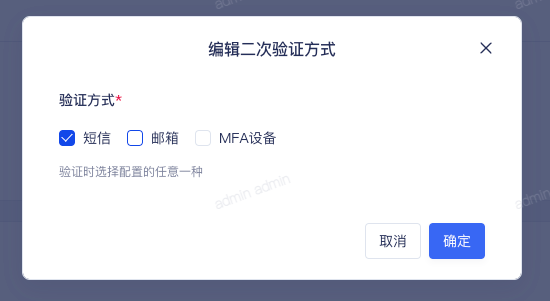 admin admin
编辑二次验证方式
验证方式*
短信 邮箱 MFA设备
验证时选择配置的任意一种
admin admin
取消 确定